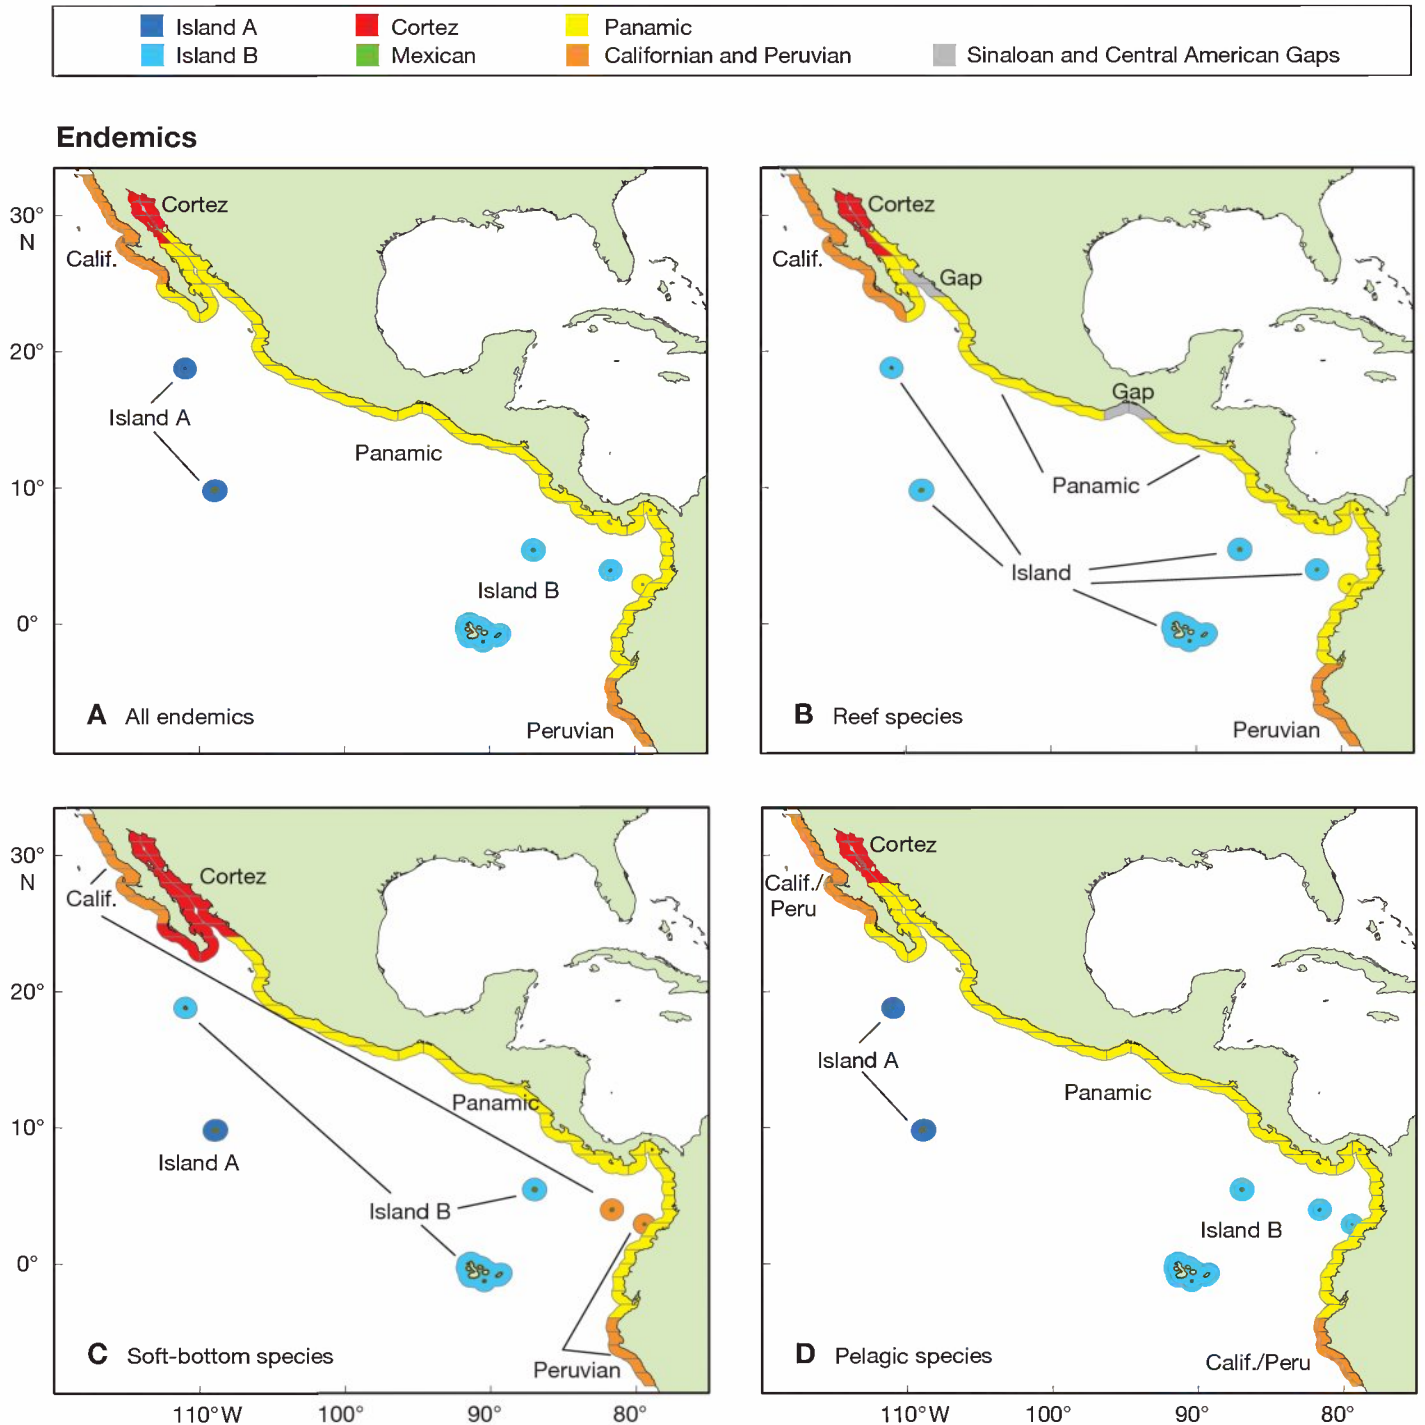 Island A Cortez Panamic
Island B Mexican Californian and Peruvian Sinaloan and Central American Gaps
Endemics
30°
N
20°
10°
0°
Cortez
Calif.
Island A
Panamic
Island B
A All endemics
Peruvian
Cortez
Calif.
Gap
Gap
Panamic
Island
B Reef species
Peruvian
30°
N
20°
10°
0°
Cortez
Calif.
Panamic
Island A
Island B
C Soft-bottom species
Peruvian
110°W 100° 90° 80°
Cortez
Calif./
Peru
Island A
Panamic
Island B
D Pelagic species
Calif./Peru
110°W 100° 90° 80°